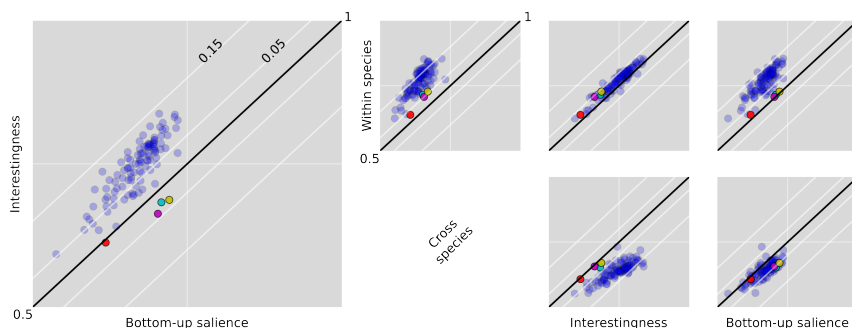 1
0.15
0.05
Interestingness
0.5
Bottom-up salience
1
Within species
0.5
Cross
species
Interestingness
Bottom-up salience